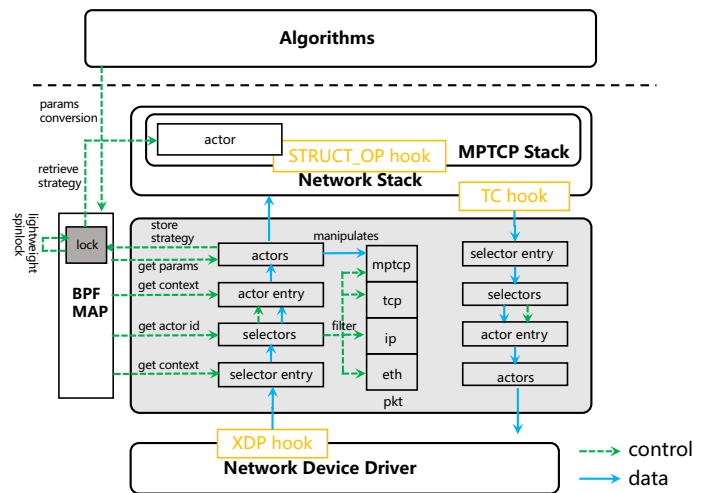 Algorithms
params
conversion
actor
STRUCT_OP hook
MPTCP Stack
Network Stack
retrieve
strategy
TC hook
lightweight
spinlock
lock
store
strategy
manipulates
actors
get params
mptcp
selector entry
BPF
MAP
get context
actor entry
tcp
selectors
get actor id
selectors
filter
ip
actor entry
get context
selector entry
eth
actors
pkt
XDP hook
Network Device Driver
control
data